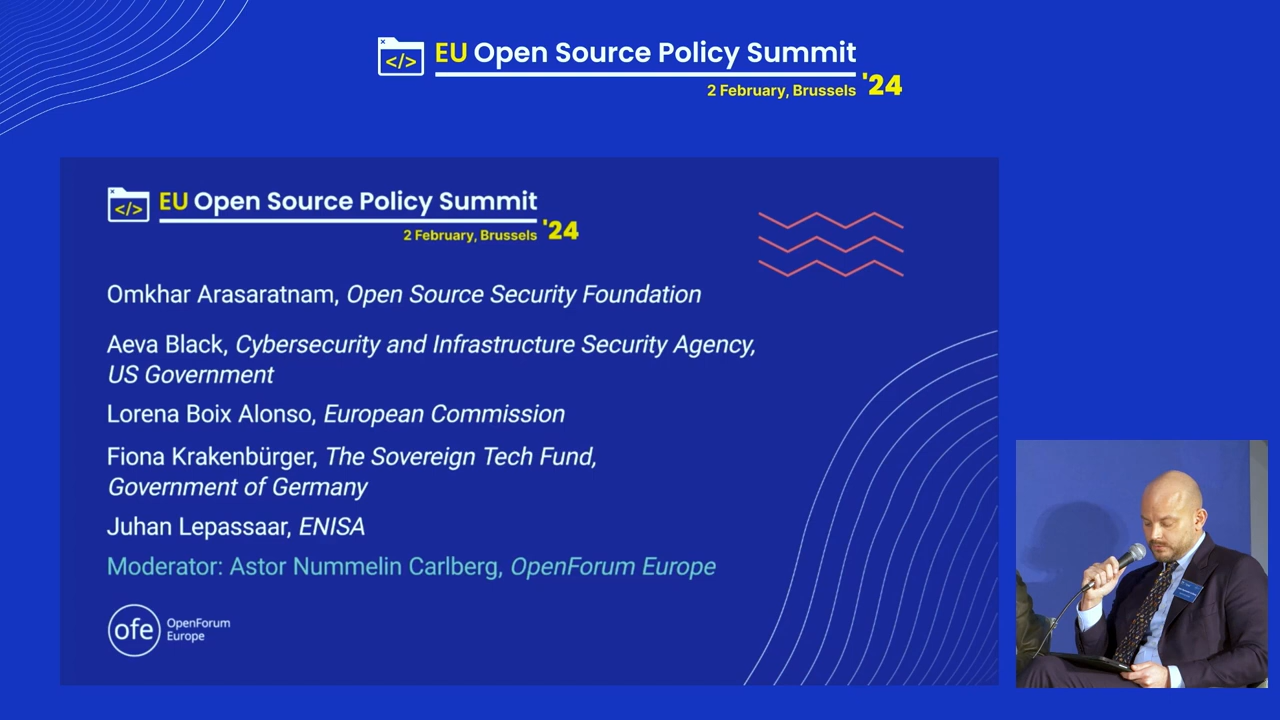 EU Open Source Policy Summit
2 February, Brussels '24
EU Open Source Policy Summit
2 February, Brussels '24
Omkhar Arasaratnam, Open Source Security Foundation
Aeva Black, Cybersecurity and Infrastructure Security Agency,
US Government
Lorena Boix Alonso, European Commission
Fiona Krakenbürger, The Sovereign Tech Fund,
Government of Germany
Juhan Lepassaar, ENISA
Moderator: Astor Nummelin Carlberg, OpenForum Europe
ofe OpenForum
Europe